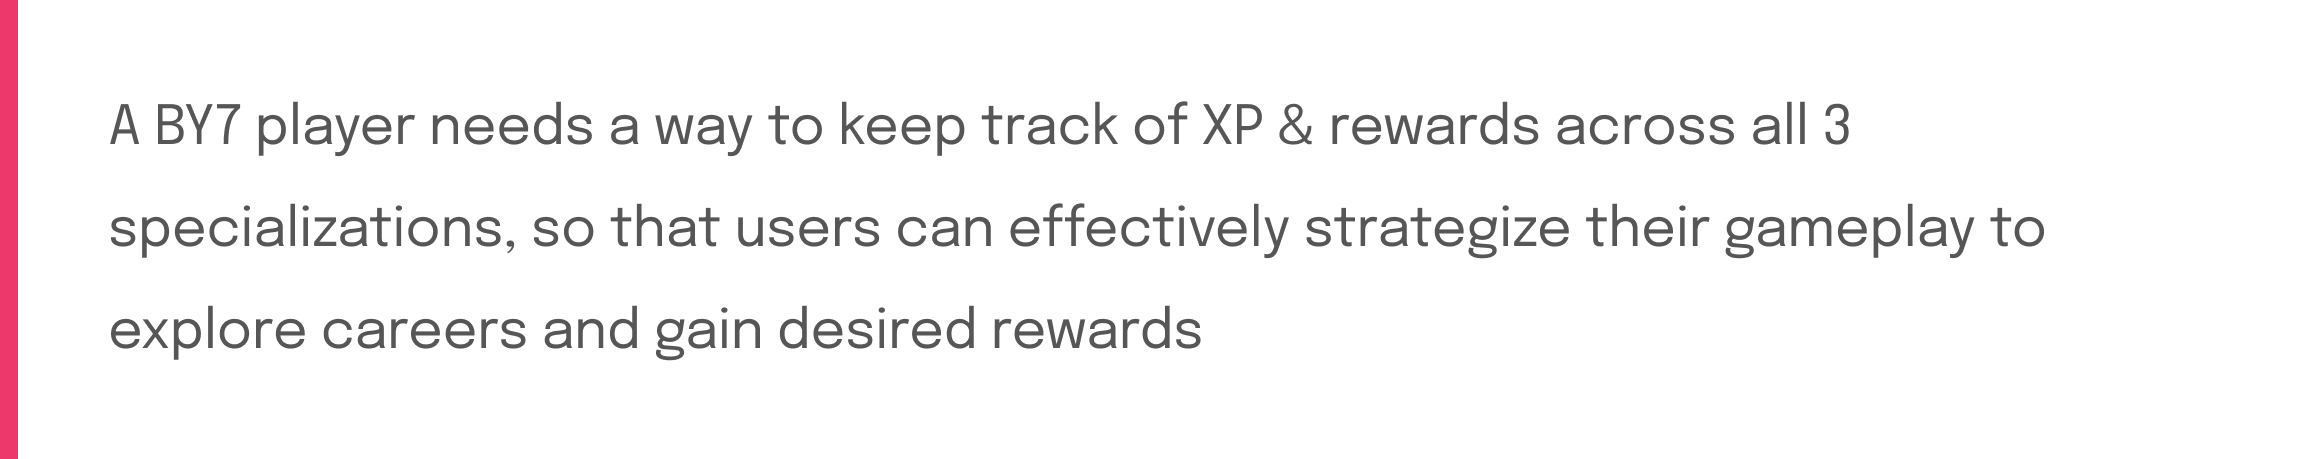 A BY7 player needs a way to keep track of XP & rewards across all 3
specializations, so that users can effectively strategize their gameplay to
explore careers and gain desired rewards